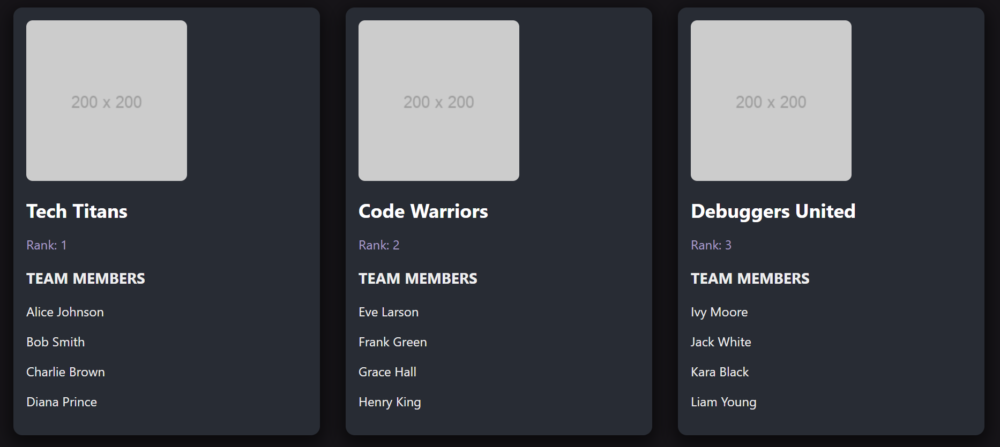 200 x 200
Tech Titans
Rank: 1
TEAM MEMBERS
Alice Johnson
Bob Smith
Charlie Brown
Diana Prince
200 x 200
Code Warriors
Rank: 2
TEAM MEMBERS
Eve Larson
Frank Green
Grace Hall
Henry King
200 x 200
Debuggers United
Rank: 3
TEAM MEMBERS
Ivy Moore
Jack White
Kara Black
Liam Young